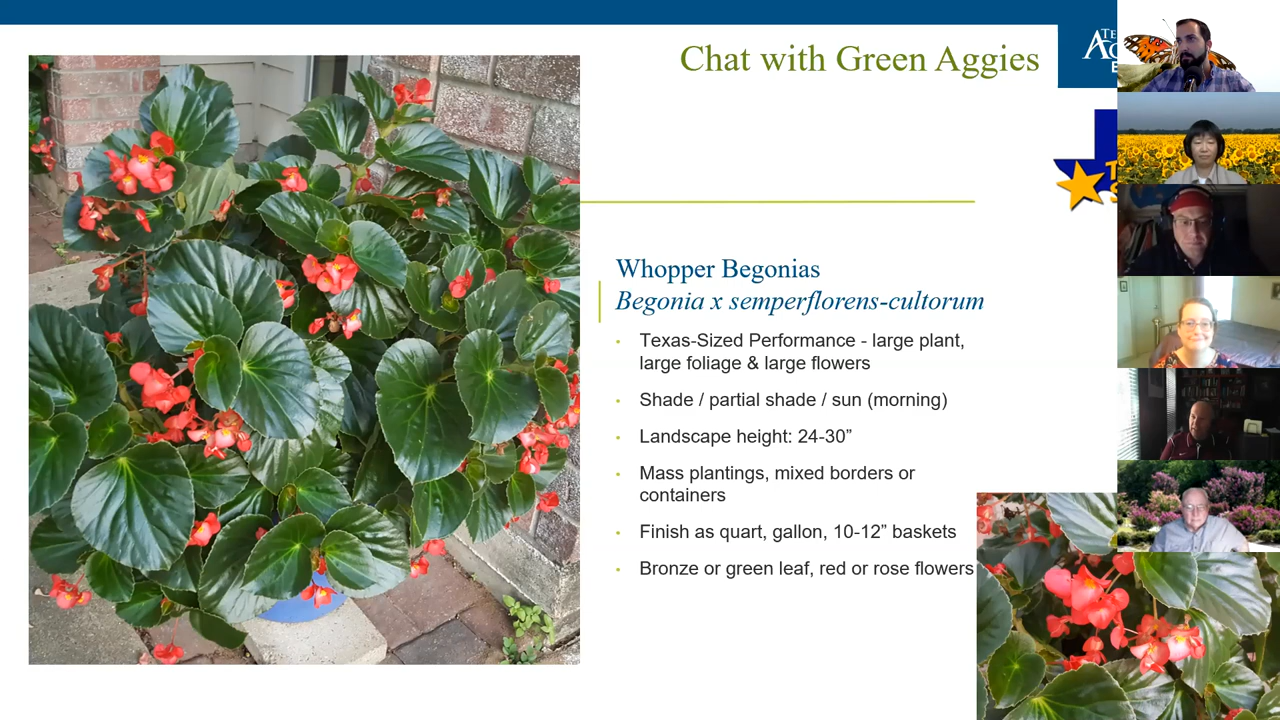 Chat with Green Aggies
Whopper Begonias
Begonia x semperflorens-cultorum
• Texas-Sized Performance - large plant,
large foliage & large flowers
• Shade / partial shade / sun (morning)
• Landscape height: 24-30”
• Mass plantings, mixed borders or
containers
• Finish as quart, gallon, 10-12” baskets
• Bronze or green leaf, red or rose flowers